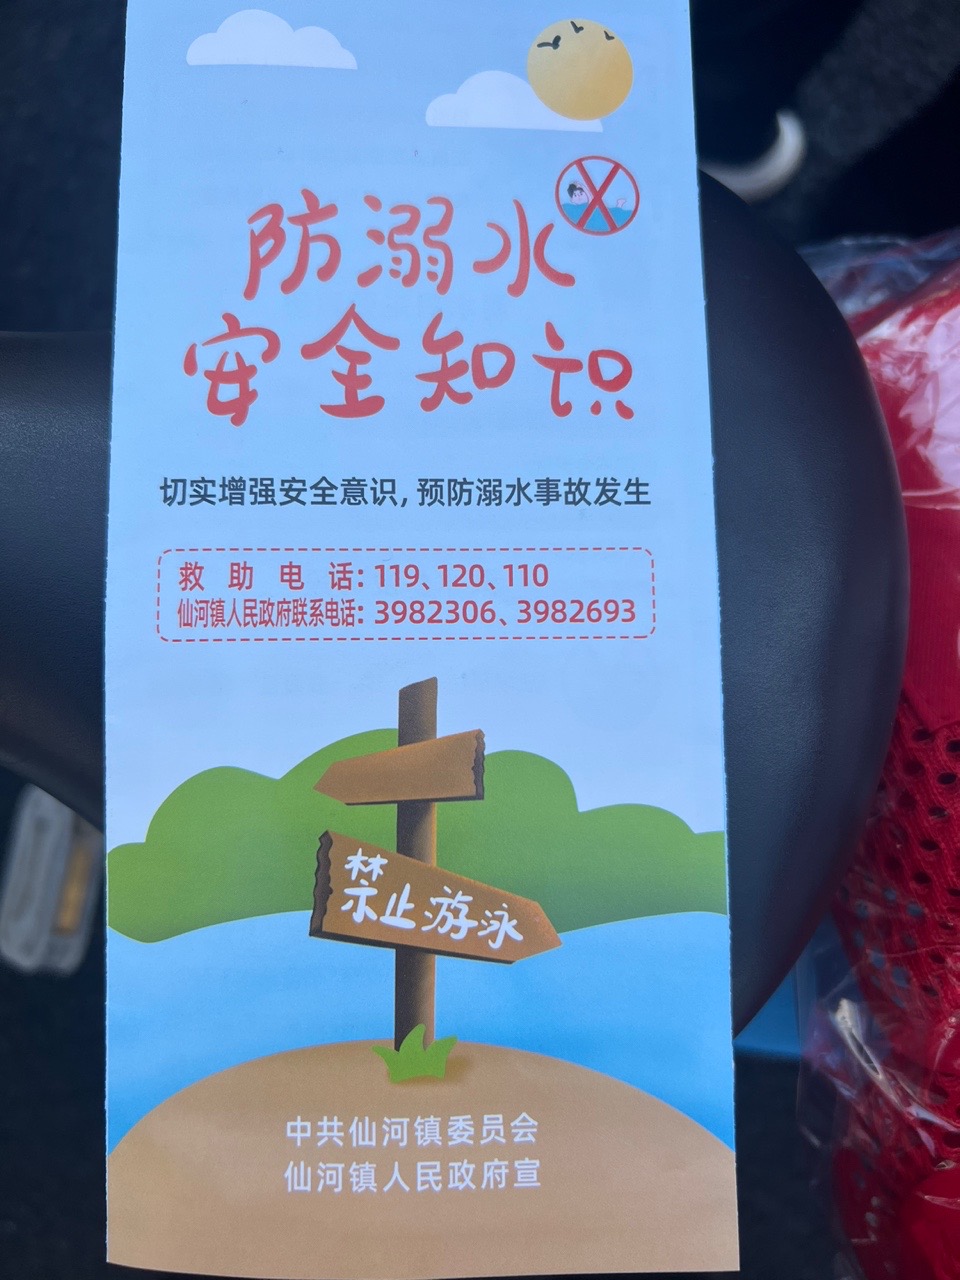 防溺水
安全知识
切实增强安全意识,预防溺水事故发生
救助电话:119、120、110
仙河镇人民政府联系电话:3982306、3982693
禁止游泳
中共仙河镇委员会
仙河镇人民政府宣